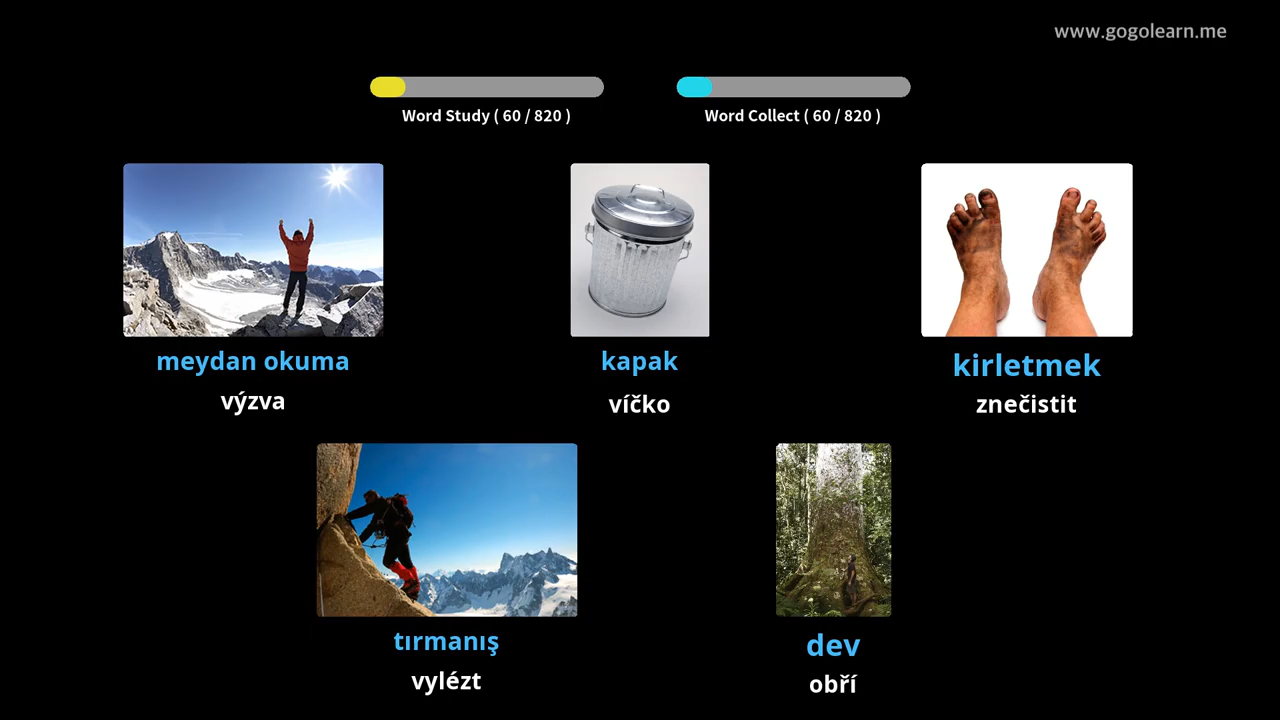 www.gogolearn.me
Word Study ( 60 / 820 )
Word Collect ( 60 / 820 )
meydan okuma
výzva
kapak
víčko
kirletmek
znečistit
tırmanış
vylézt
dev
obří